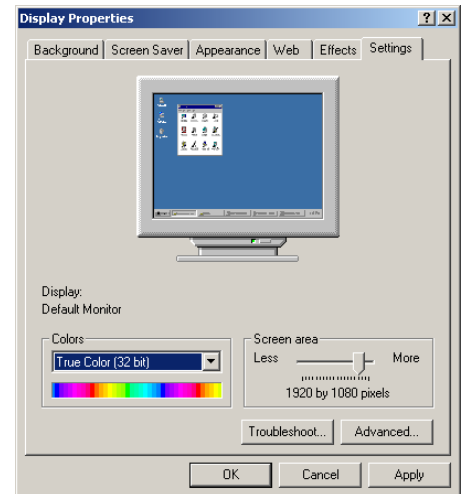 Display Properties
Background Screen Saver Appearance Web Effects Settings
Display:
Default Monitor
Colors
True Color (32 bit)
Screen area
Less More
1920 by 1080 pixels
Troubleshoot... Advanced...
OK Cancel Apply